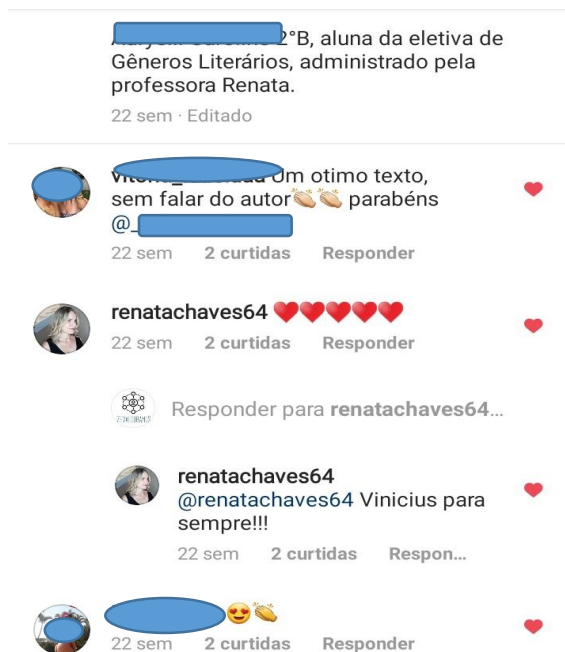 2°B, aluna da eletiva de
Gêneros Literários, administrado pela
professora Renata.
22 sem · Editado
Um otimo texto,
sem falar do autor👏🏻👏🏻 parabéns
@_
22 sem 2 curtidas Responder
renatachaves64 ❤️❤️❤️❤️❤️
22 sem 2 curtidas Responder
Responder para renatachaves64...
renatachaves64
@renatachaves64 Vinicius para
sempre!!!
22 sem 2 curtidas Respon...
😍👏🏻
22 sem 2 curtidas Responder